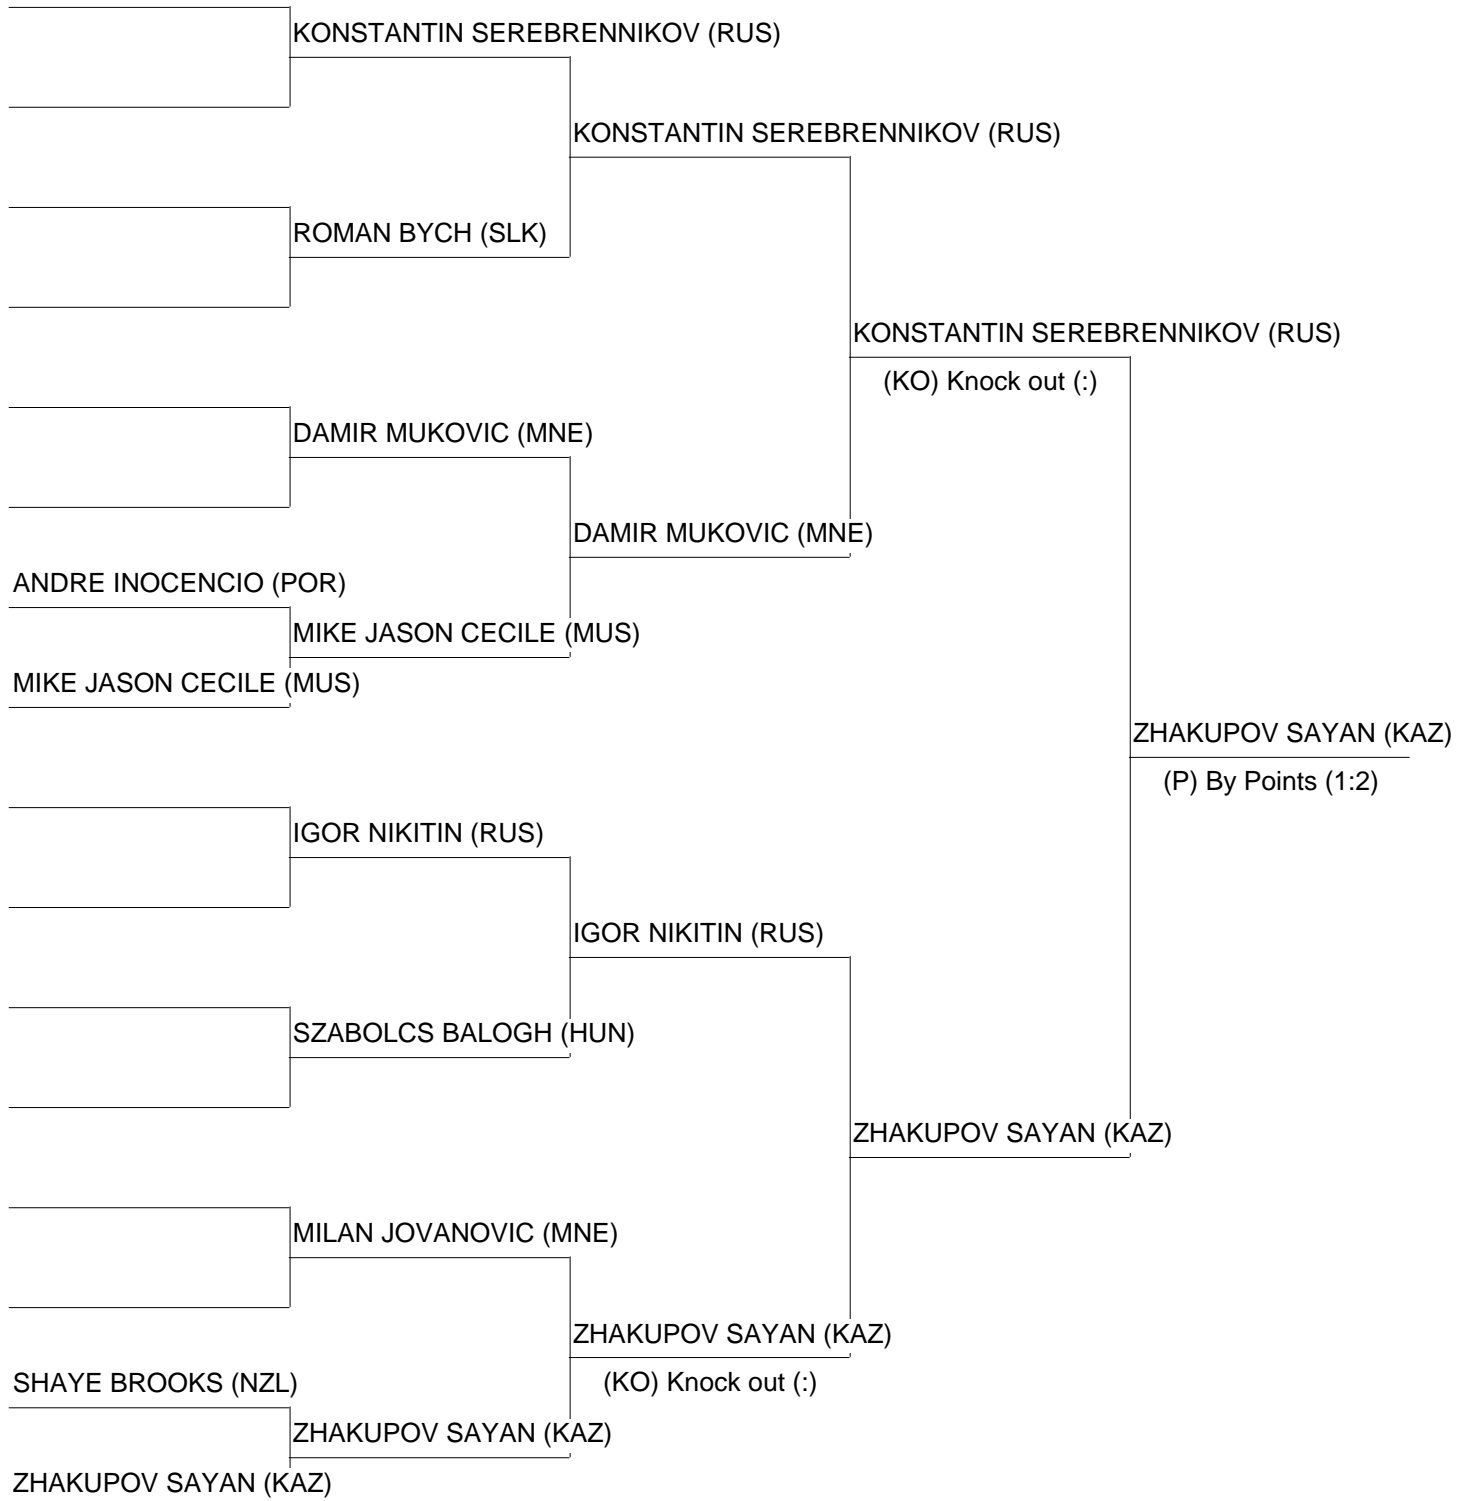 KONSTANTIN SEREBRENNIKOV (RUS)
KONSTANTIN SEREBRENNIKOV (RUS)
ROMAN BYCH (SLK)
KONSTANTIN SEREBRENNIKOV (RUS)
(KO) Knock out (:)
DAMIR MUKOVIC (MNE)
DAMIR MUKOVIC (MNE)
ANDRE INOCENCIO (POR)
MIKE JASON CECILE (MUS)
MIKE JASON CECILE (MUS)
ZHAKUPOV SAYAN (KAZ)
(P) By Points (1:2)
IGOR NIKITIN (RUS)
IGOR NIKITIN (RUS)
SZABOLCS BALOGH (HUN)
ZHAKUPOV SAYAN (KAZ)
MILAN JOVANOVIC (MNE)
ZHAKUPOV SAYAN (KAZ)
(KO) Knock out (:)
SHAYE BROOKS (NZL)
ZHAKUPOV SAYAN (KAZ)
ZHAKUPOV SAYAN (KAZ)